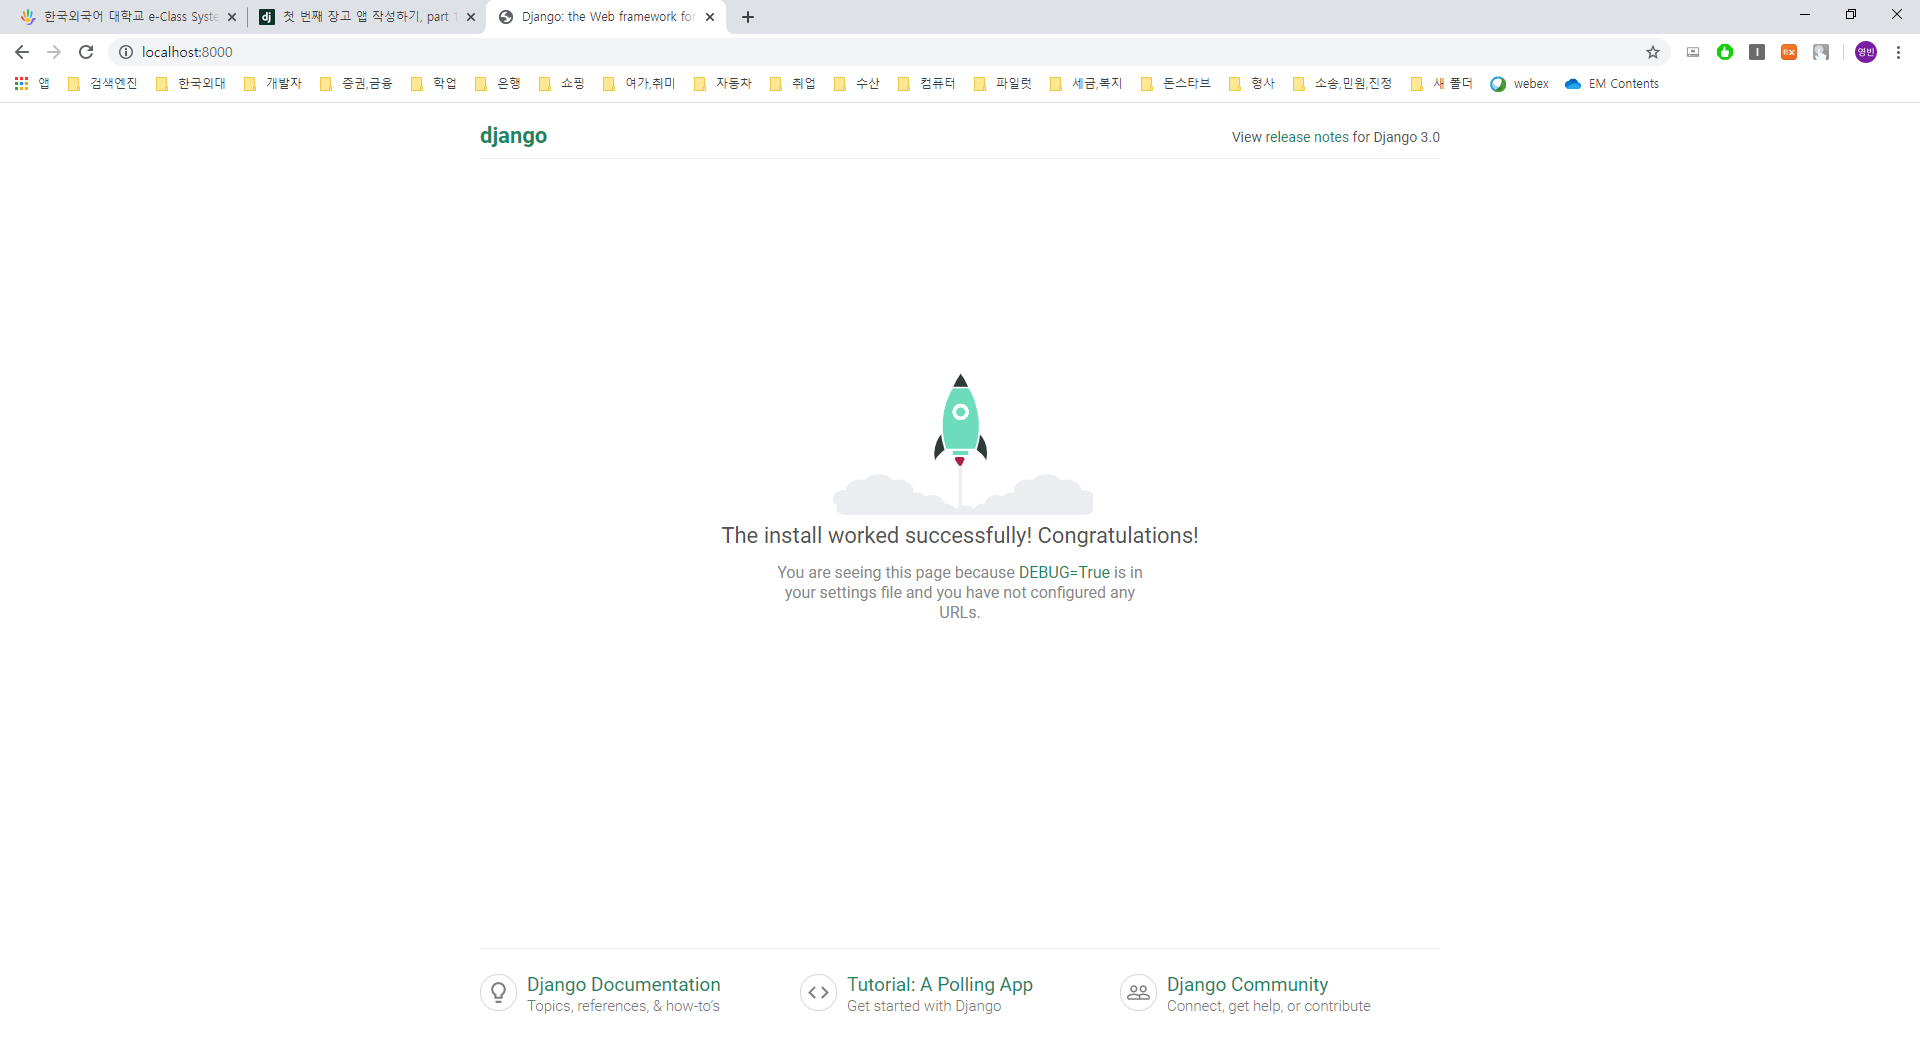 한국외국어 대학교 e-Class Syste
첫 번째 장고 앱 작성하기, part 1
Django: the Web framework for
localhost:8000
영빈
앱 검색엔진 한국외대 개발자 증권,금융 학업 은행 쇼핑 여가,취미 자동차 취업 수산 컴퓨터 파일럿 세금,복지 돈스타브 형사 소송,민원,진정 새 폴더 webex EM Contents
django
View release notes for Django 3.0
The install worked successfully! Congratulations!
You are seeing this page because DEBUG=True is in
your settings file and you have not configured any
URLs.
Django Documentation
Topics, references, & how-to's
Tutorial: A Polling App
Get started with Django
Django Community
Connect, get help, or contribute